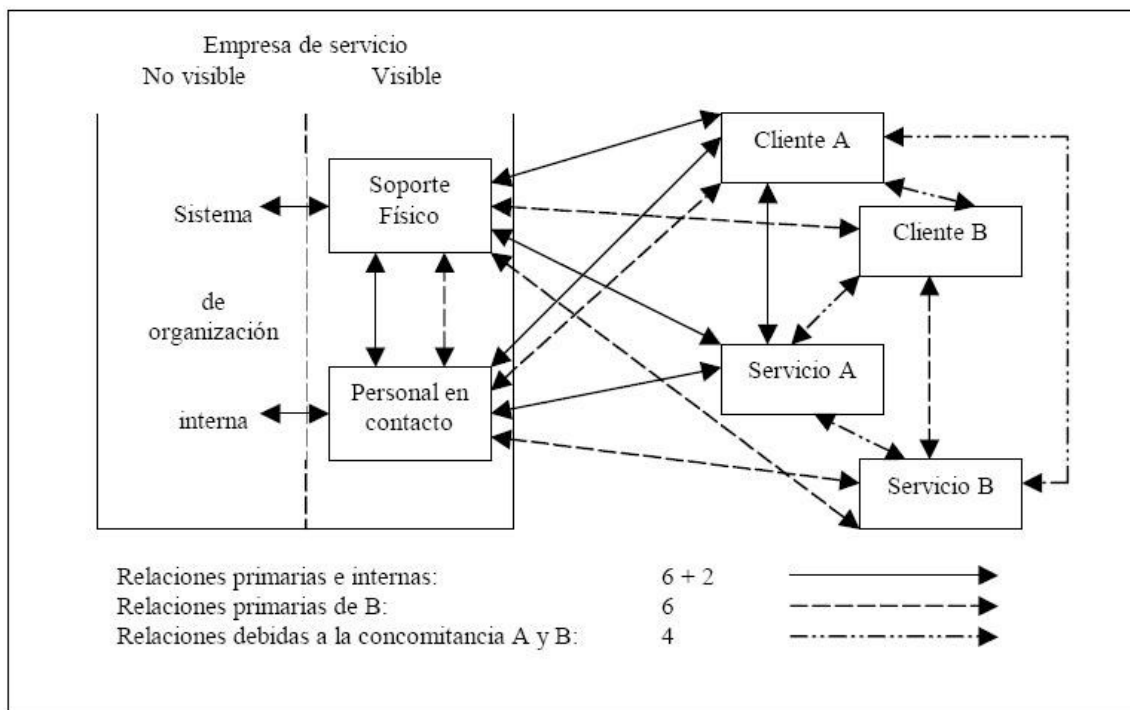 Empresa de servicio
No visible
Visible
Cliente A
Soporte
Físico
Sistema
Cliente B
de
organización
Servicio A
Personal en
contacto
interna
Servicio B
Relaciones primarias e internas: 6 + 2
Relaciones primarias de B: 6
Relaciones debidas a la concomitancia A y B: 4